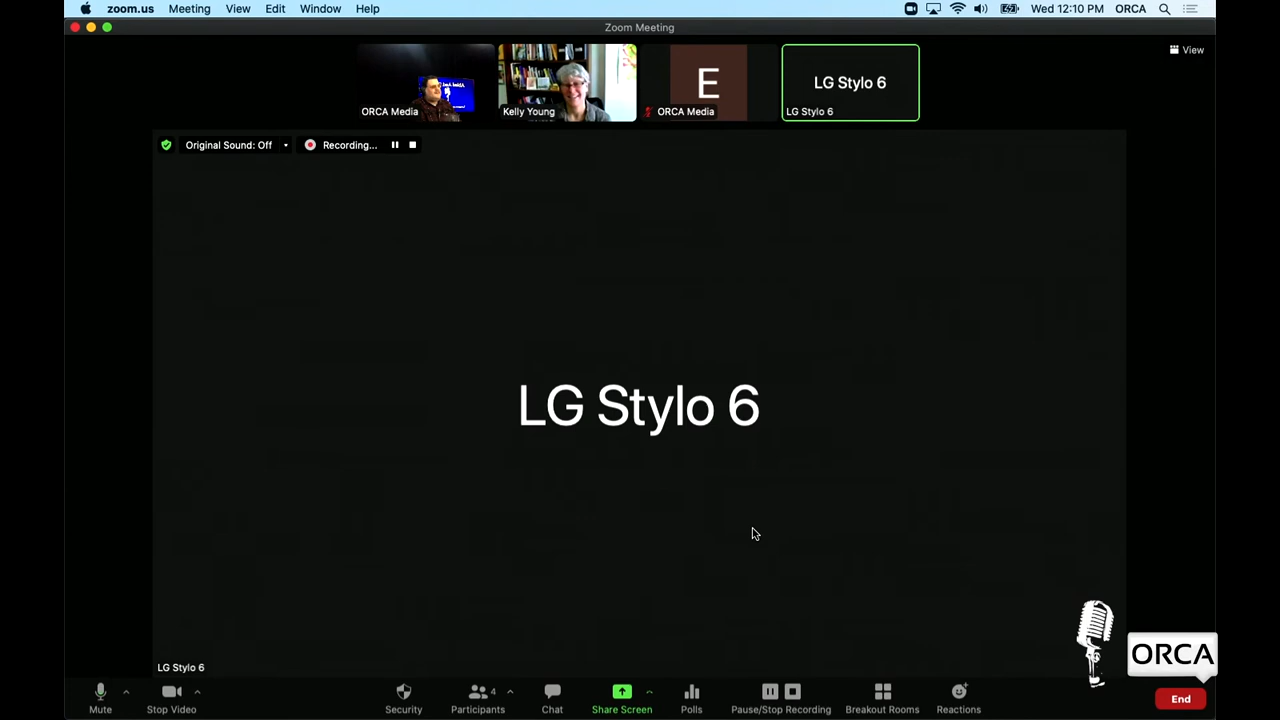 zoom.us Meeting View Edit Window Help Wed 12:10 PM ORCA
Zoom Meeting
View
LG Stylo 6
E
ORCA Media
Kelly Young
ORCA Media
LG Stylo 6
Original Sound: Off
Recording...
LG Stylo 6
LG Stylo 6
ORCA
4
Mute Stop Video Security Participants Chat Share Screen Polls Pause/Stop Recording Breakout Rooms Reactions End